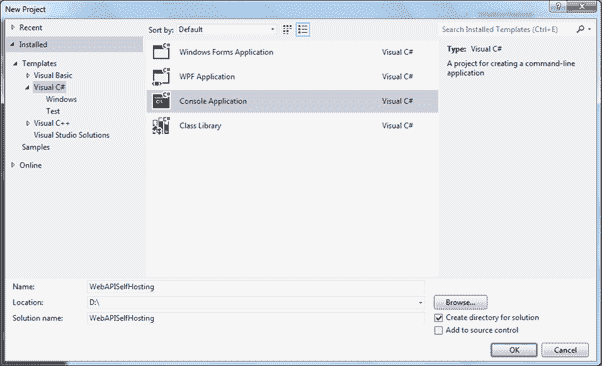 New Project
Recent
Installed
Templates
Visual Basic
Visual C#
Windows
Test
Visual C++
Visual Studio Solutions
Samples
Online
Sort by: Default
Windows Forms Application Visual C#
WPF Application Visual C#
Console Application Visual C#
Class Library Visual C#
Search Installed Templates (Ctrl+E)
Type: Visual C#
A project for creating a command-line
application
Name: WebAPISelfHosting
Location: D:\
Solution name: WebAPISelfHosting
Browse...
Create directory for solution
Add to source control
OK Cancel